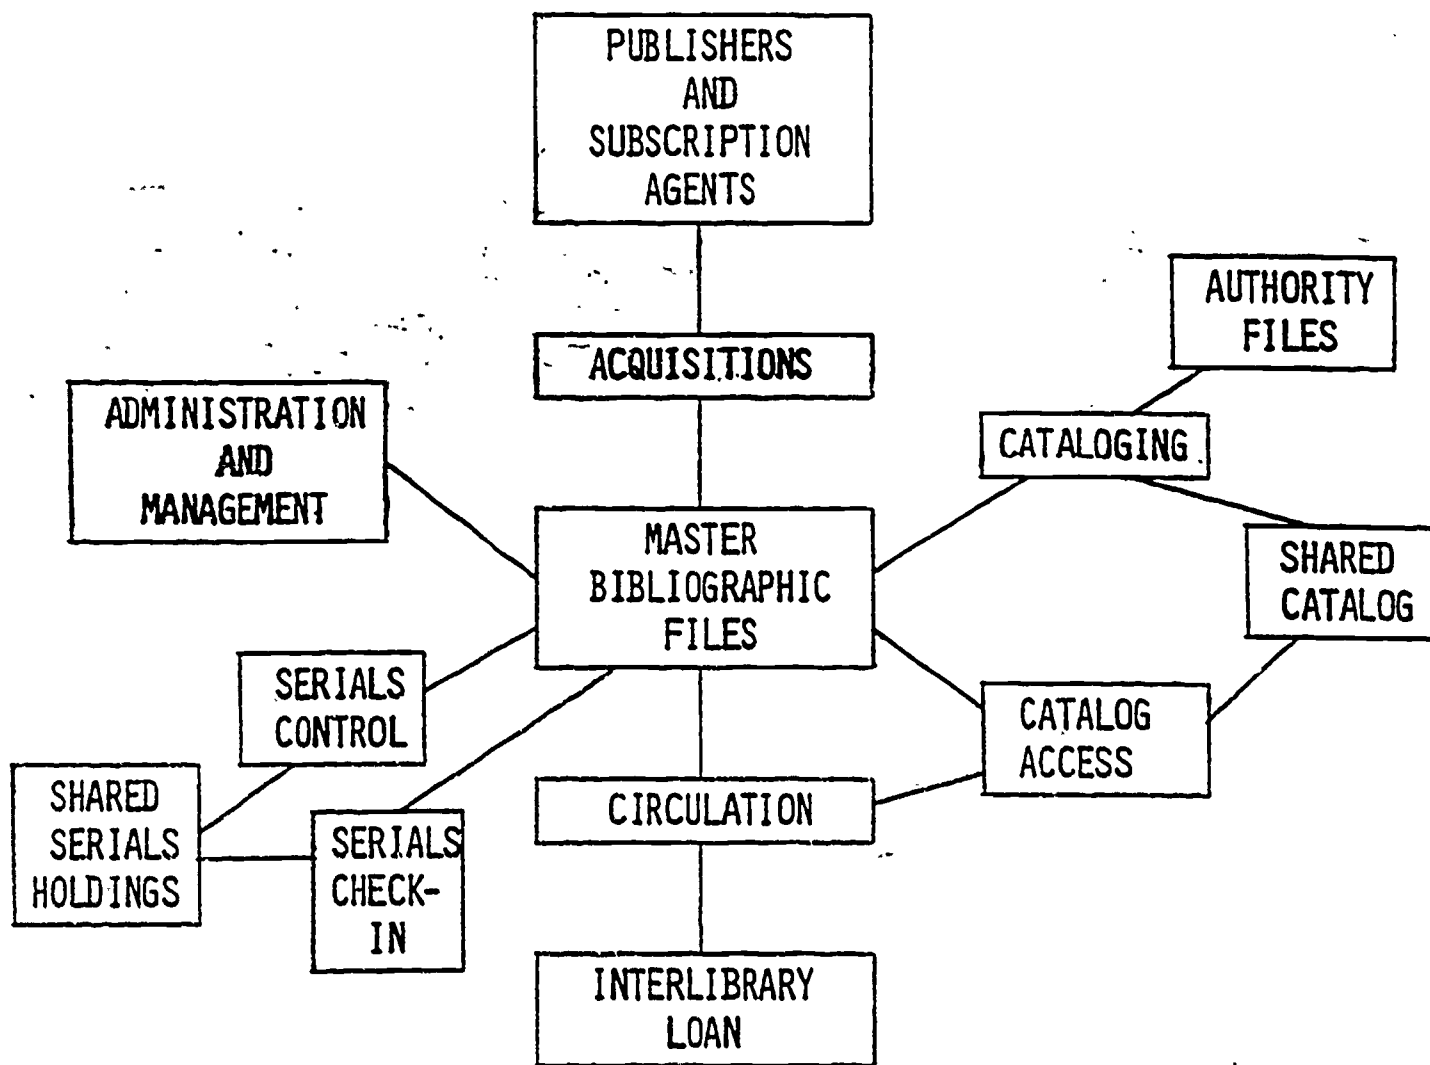 PUBLISHERS
AND
SUBSCRIPTION
AGENTS
AUTHORITY
FILES
ACQUISITIONS
ADMINISTRATION
AND
MANAGEMENT
CATALOGING
MASTER
BIBLIOGRAPHIC
FILES
SHARED
CATALOG
SERIALS
CONTROL
CATALOG
ACCESS
SHARED
SERIALS
HOLDINGS
SERIALS
CHECK-
IN
CIRCULATION
INTERLIBRARY
LOAN